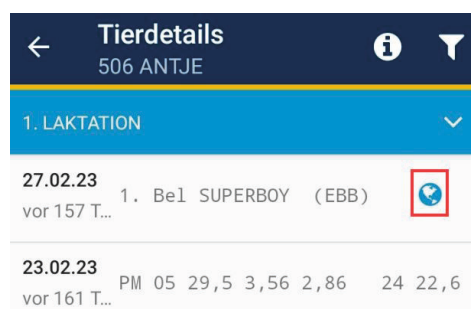 Tierdetails
506 ANTJE
1. LAKTATION
27.02.23
vor 157 T...
1. Bel SUPERBOY (EBB)
23.02.23
vor 161 T...
PM 05 29,5 3,56 2,86 24 22,6